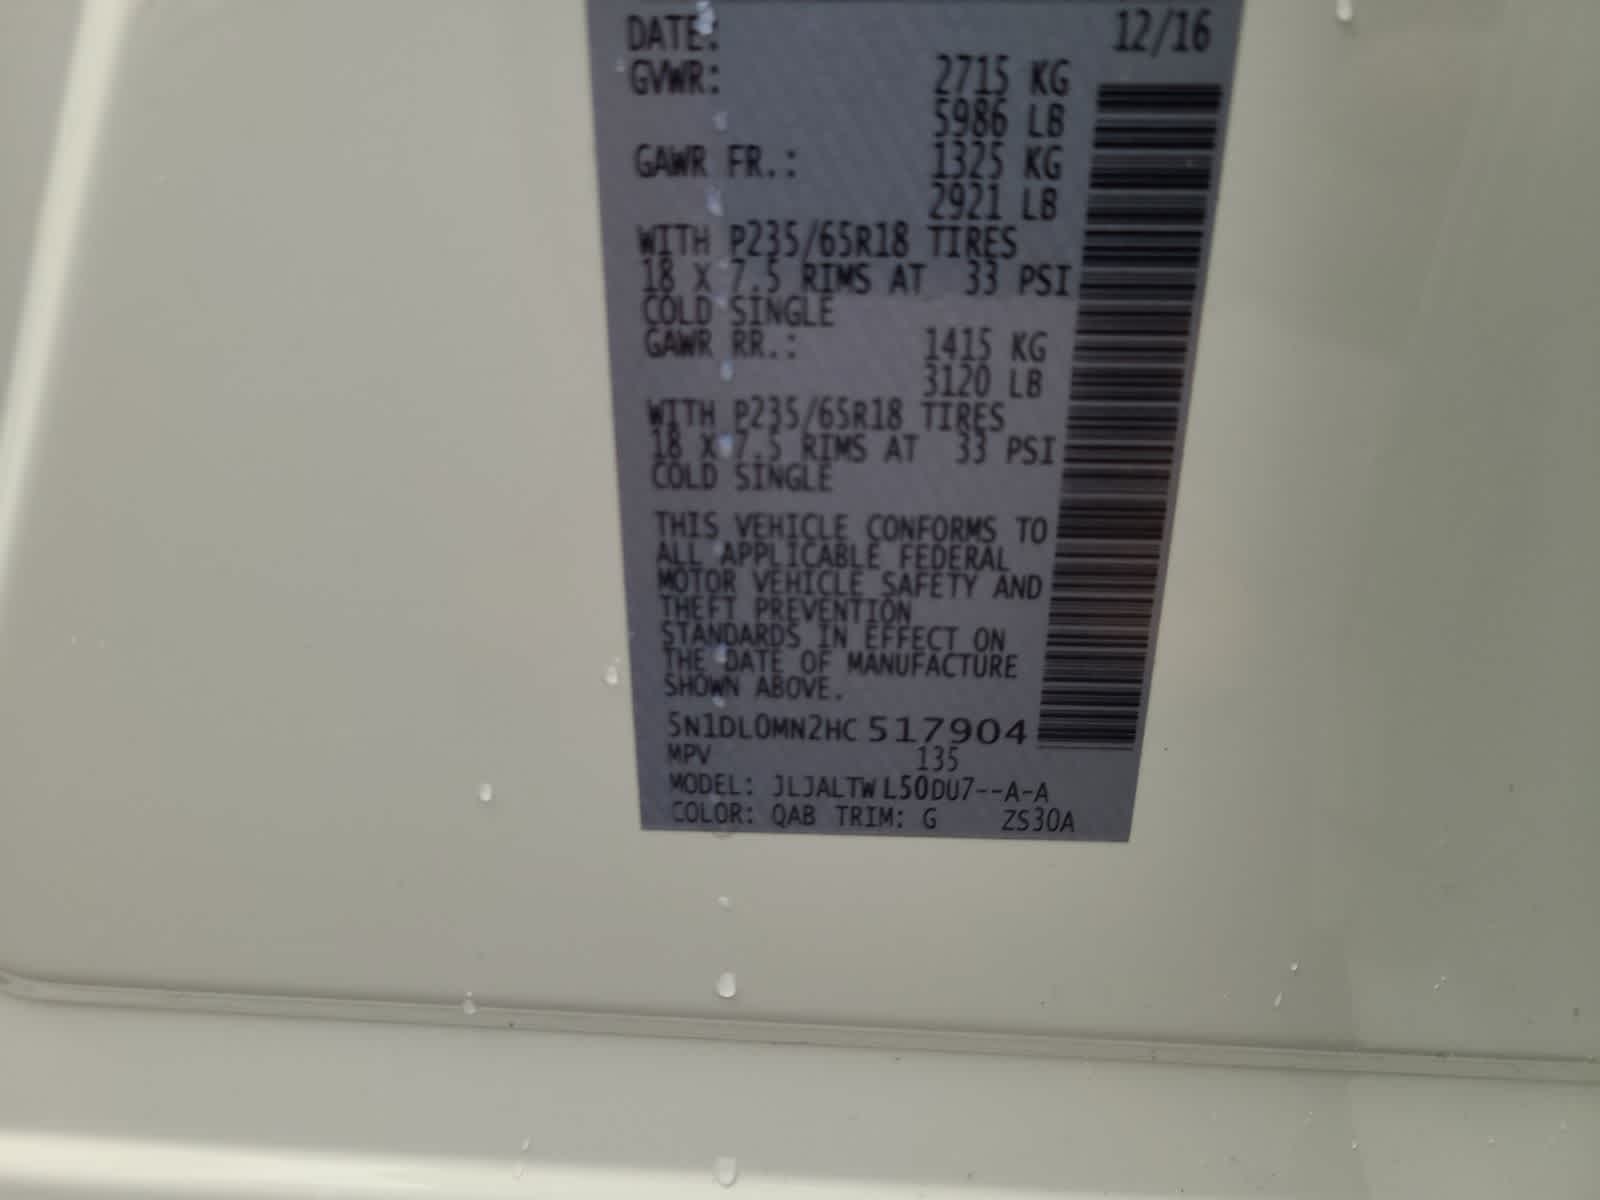 DATE: 12/16
GVWR: 2715 KG
5986 LB
GAWR FR.: 1325 KG
2921 LB
WITH P235/65R18 TIRES
18 X 7.5 RIMS AT 33 PSI
COLD SINGLE
GAWR RR.: 1415 KG
3120 LB
WITH P235/65R18 TIRES
18 X 7.5 RIMS AT 33 PSI
COLD SINGLE
THIS VEHICLE CONFORMS TO
ALL APPLICABLE FEDERAL
MOTOR VEHICLE SAFETY AND
THEFT PREVENTION
STANDARDS IN EFFECT ON
THE DATE OF MANUFACTURE
SHOWN ABOVE.
5N1DL0MN2HC 517904
MPV 135
MODEL: JLJALTW L50DU7--A-A
COLOR: QAB TRIM: G ZS30A